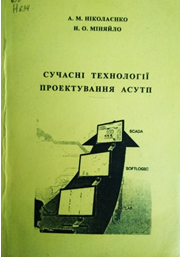 А. М. НІКОЛАЄНКО
Н. О. МІНЯЙЛО
СУЧАСНІ ТЕХНОЛОГІЇ
ПРОЕКТУВАННЯ АСУТП
SCADA
SOFTLOGIC